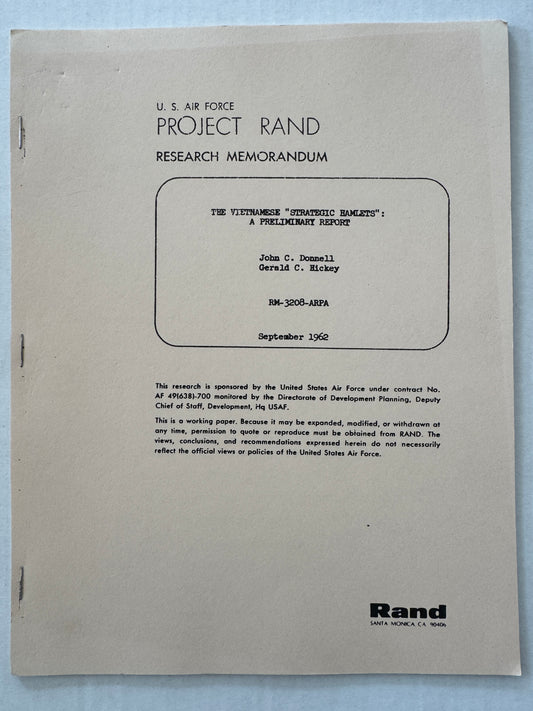 U. S. AIR FORCE
PROJECT RAND
RESEARCH MEMORANDUM
THE VIETNAMESE "STRATEGIC HAMLETS":
A PRELIMINARY REPORT
John C. Donnell
Gerald C. Hickey
RM-3208-ARPA
September 1962
This research is sponsored by the United States Air Force under contract No.
AF 49(638)-700 monitored by the Directorate of Development Planning, Deputy
Chief of Staff, Development, Hq USAF.
This is a working paper. Because it may be expanded, modified, or withdrawn at
any time, permission to quote or reproduce must be obtained from RAND. The
views, conclusions, and recommendations expressed herein do not necessarily
reflect the official views or policies of the United States Air Force.
Rand
SANTA MONICA, CA. 90406